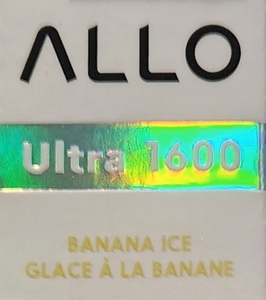 ALLO
Ultra 1600
BANANA ICE
GLACE À LA BANANE